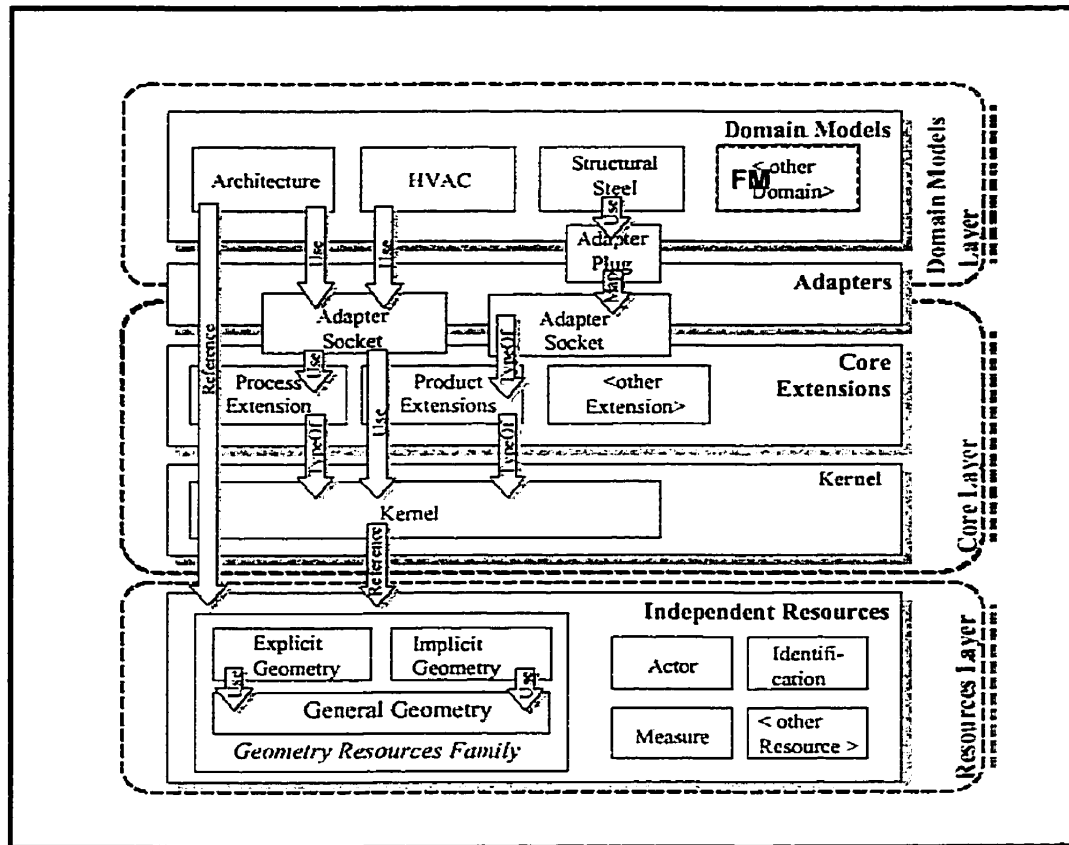 Domain Models
Architecture
HVAC
Structural
Steel
< other
FM
Domain>
Use
Use
Use
Adapter
Plug
Map
Adapters
Adapter
Socket
Adapter
Socket
Domain Models
Layer
Reference
Use
Use
TypeOf
Core
Extensions
Process
Extension
Product
Extensions
<other
Extension>
TypeOf
TypeOf
Kernel
Kernel
Core Layer
Reference
Independent Resources
Explicit
Geometry
Implicit
Geometry
Use
Use
General Geometry
Geometry Resources Family
Actor
Identifi-
cation
Measure
< other
Resource >
Resources Layer